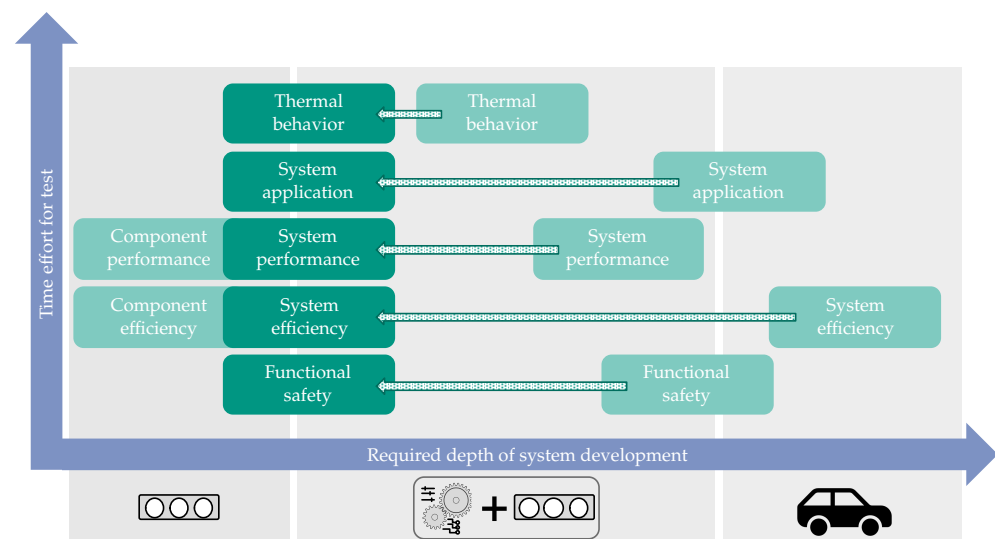 Time effort for test
Thermal
behavior
Thermal
behavior
System
application
System
application
Component
performance
System
performance
System
performance
Component
efficiency
System
efficiency
System
efficiency
Functional
safety
Functional
safety
Required depth of system development